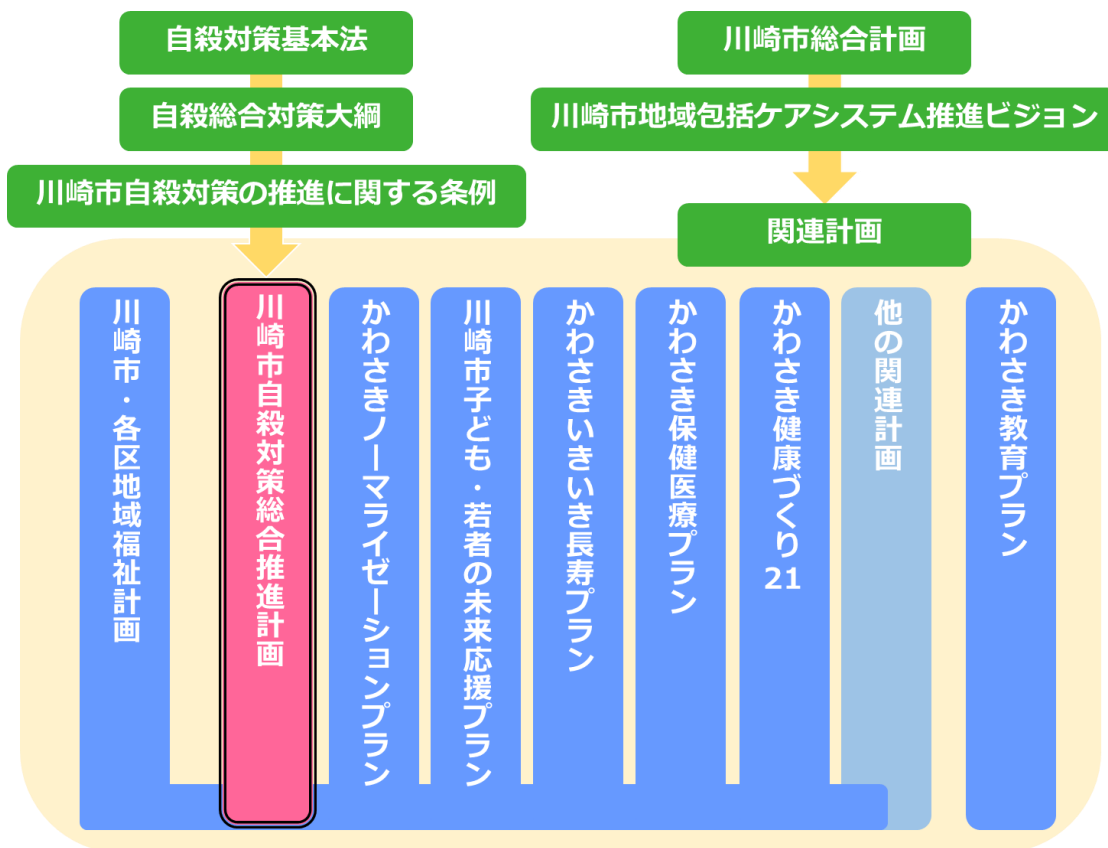 自殺対策基本法
自殺総合対策大綱
川崎市自殺対策の推進に関する条例
川崎市総合計画
川崎市地域包括ケアシステム推進ビジョン
関連計画
川崎市・各区地域福祉計画
川崎市自殺対策総合推進計画
かわさきノーマライゼーションプラン
川崎市子ども・若者の未来応援プラン
かわさきいきいき長寿プラン
かわさき保健医療プラン
かわさき健康づくり21
他の関連計画
かわさき教育プラン